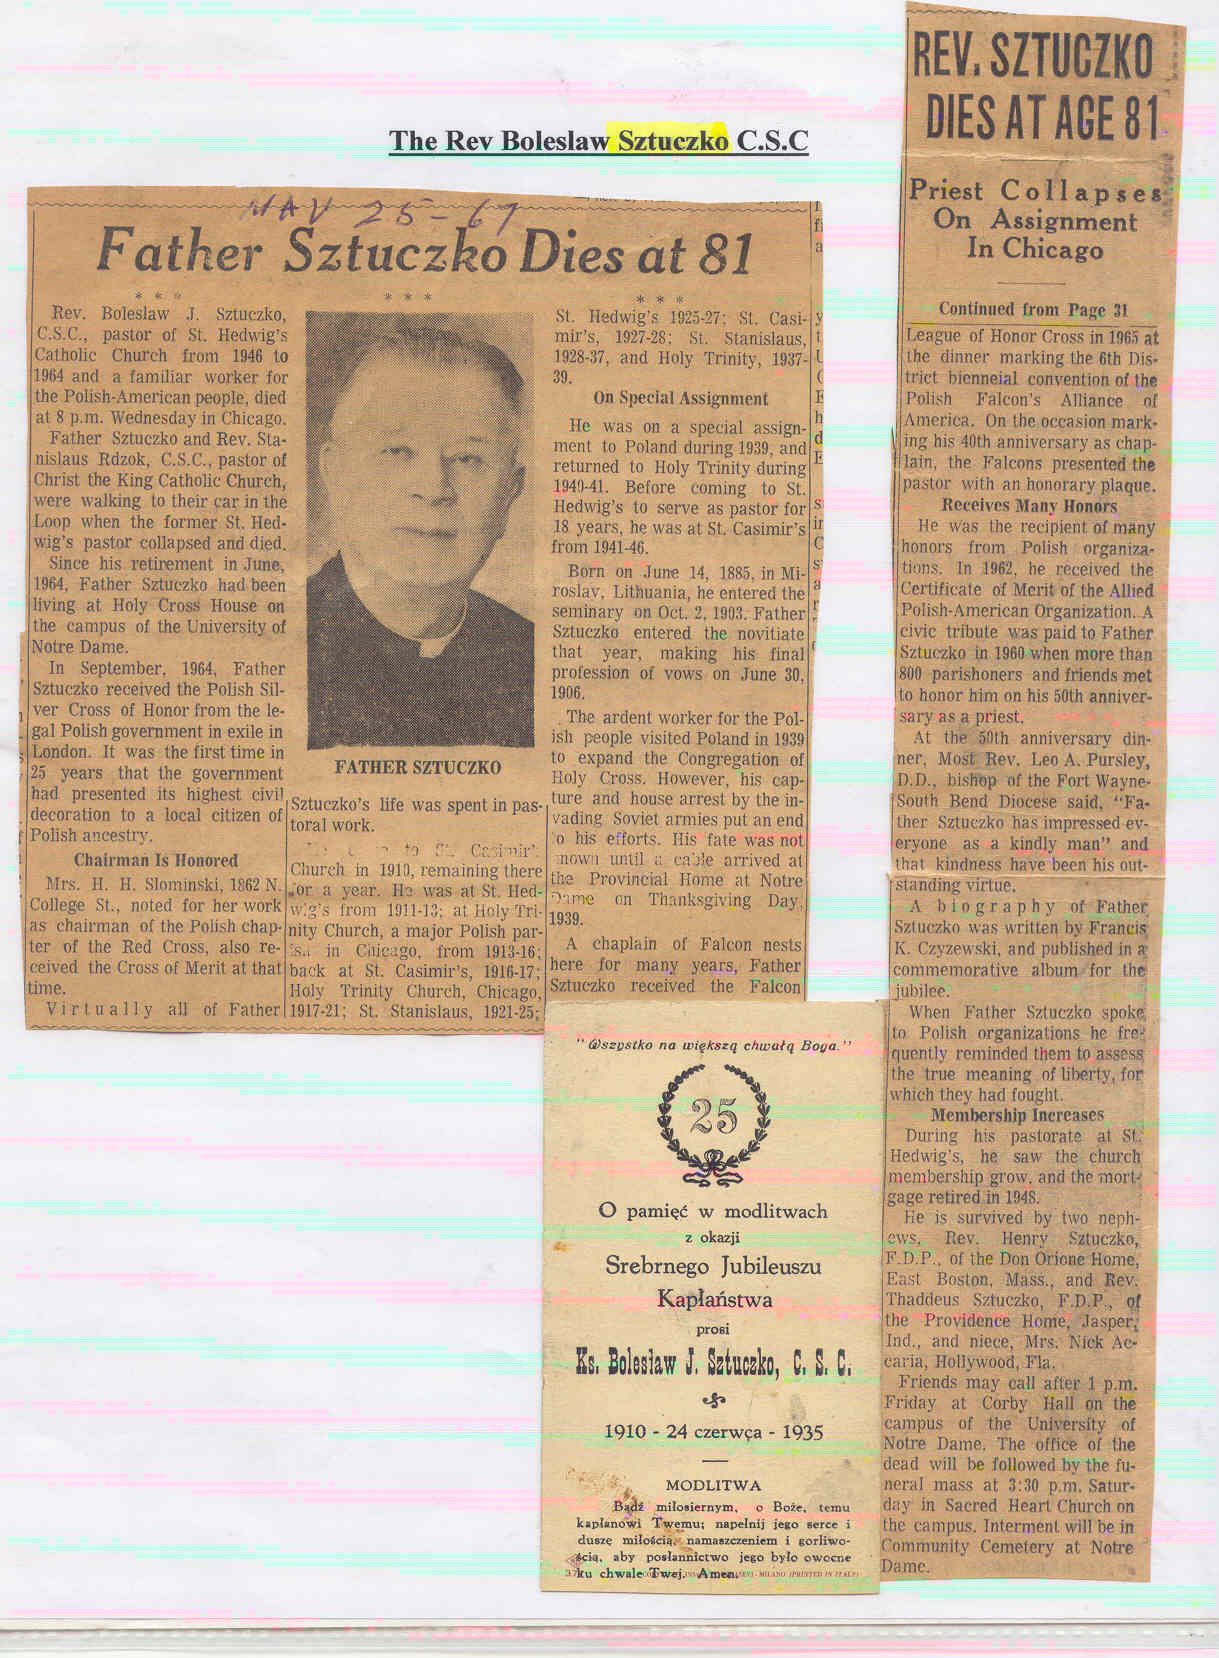 The Rev Boleslaw Sztuczko C.S.C
MAY 25-67
Father Sztuczko Dies at 81
* * *
Rev. Boleslaw J. Sztuczko,
C.S.C., pastor of St. Hedwig's
Catholic Church from 1946 to
1964 and a familiar worker for
the Polish-American people, died
at 8 p.m. Wednesday in Chicago.
Father Sztuczko and Rev. Sta-
nislaus Rdzok, C.S.C., pastor of
Christ the King Catholic Church,
were walking to their car in the
Loop when the former St. Hed-
wig's pastor collapsed and died.
Since his retirement in June,
1964, Father Sztuczko had been
living at Holy Cross House on
the campus of the University of
Notre Dame.
In September, 1964, Father
Sztuczko received the Polish Sil-
ver Cross of Honor from the le-
gal Polish government in exile in
London. It was the first time in
25 years that the government
had presented its highest civil
decoration to a local citizen of
Polish ancestry.
Chairman Is Honored
Mrs. H. H. Slominski, 1862 N.
College St., noted for her work
as chairman of the Polish chap-
ter of the Red Cross, also re-
ceived the Cross of Merit at that
time.
Virtually all of Father
* * *
FATHER SZTUCZKO
Sztuczko's life was spent in pas-
toral work.
to St. Casimir's
Church in 1910, remaining there
for a year. He was at St. Hed-
wig's from 1911-13; at Holy Tri-
nity Church, a major Polish par-
ish in Chicago, from 1913-16;
back at St. Casimir's, 1916-17;
Holy Trinity Church, Chicago,
1917-21; St. Stanislaus, 1921-25;
* * *
St. Hedwig's 1925-27; St. Casi-
mir's, 1927-28; St. Stanislaus,
1928-37, and Holy Trinity, 1937-
39.
On Special Assignment
He was on a special assign-
ment to Poland during 1939, and
returned to Holy Trinity during
1940-41. Before coming to St.
Hedwig's to serve as pastor for
18 years, he was at St. Casimir's
from 1941-46.
Born on June 14, 1885, in Mi-
roslav, Lithuania, he entered the
seminary on Oct. 2, 1903. Father
Sztuczko entered the novitiate
that year, making his final
profession of vows on June 30,
1906.
The ardent worker for the Pol-
ish people visited Poland in 1939
to expand the Congregation of
Holy Cross. However, his cap-
ture and house arrest by the in-
vading Soviet armies put an end
to his efforts. His fate was not
known until a cable arrived at
the Provincial Home at Notre
Dame on Thanksgiving Day,
1939.
A chaplain of Falcon nests
here for many years, Father
Sztuczko received the Falcon
REV. SZTUCZKO
DIES AT AGE 81
Priest Collapses
On Assignment
In Chicago
Continued from Page 31
League of Honor Cross in 1965 at
the dinner marking the 6th Dis-
trict bienneial convention of the
Polish Falcon's Alliance of
America. On the occasion mark-
ing his 40th anniversary as chap-
lain, the Falcons presented the
pastor with an honorary plaque.
Receives Many Honors
He was the recipient of many
honors from Polish organiza-
tions. In 1962, he received the
Certificate of Merit of the Allied
Polish-American Organization. A
civic tribute was paid to Father
Sztuczko in 1960 when more than
800 parishoners and friends met
to honor him on his 50th anniver-
sary as a priest.
At the 50th anniversary din-
ner, Most Rev. Leo A. Pursley,
D.D., bishop of the Fort Wayne-
South Bend Diocese said, "Fa-
ther Sztuczko has impressed ev-
eryone as a kindly man" and
that kindness have been his out-
standing virtue.
A biography of Father
Sztuczko was written by Francis
K. Czyzewski, and published in a
commemorative album for the
jubilee.
When Father Sztuczko spoke
to Polish organizations he fre-
quently reminded them to assess
the true meaning of liberty, for
which they had fought.
Membership Increases
During his pastorate at St.
Hedwig's, he saw the church
membership grow, and the mort-
gage retired in 1948.
He is survived by two neph-
ews, Rev. Henry Sztuczko,
F.D.P., of the Don Orione Home,
East Boston, Mass., and Rev.
Thaddeus Sztuczko, F.D.P., of
the Providence Home, Jasper,
Ind., and niece, Mrs. Nick Ac-
caria, Hollywood, Fla.
Friends may call after 1 p.m.
Friday at Corby Hall on the
campus of the University of
Notre Dame. The office of the
dead will be followed by the fu-
neral mass at 3:30 p.m. Satur-
day in Sacred Heart Church on
the campus. Interment will be in
Community Cemetery at Notre
Dame.
"Wszystko na większą chwałą Boga."
25
O pamięć w modlitwach
z okazji
Srebrnego Jubileuszu
Kapłaństwa
prosi
Ks. Bolesław J. Sztuczko, C. S. C.
1910 - 24 czerwca - 1935
MODLITWA
Bądź miłosiernym, o Boże, temu
kapłanowi Twemu; napełnij jego serce i
duszę miłością, namaszczeniem i gorliwo-
ścią, aby posłannictwo jego było owocne
ku chwale Twej. Amen.
MILANO (PRINTED IN ITALY)